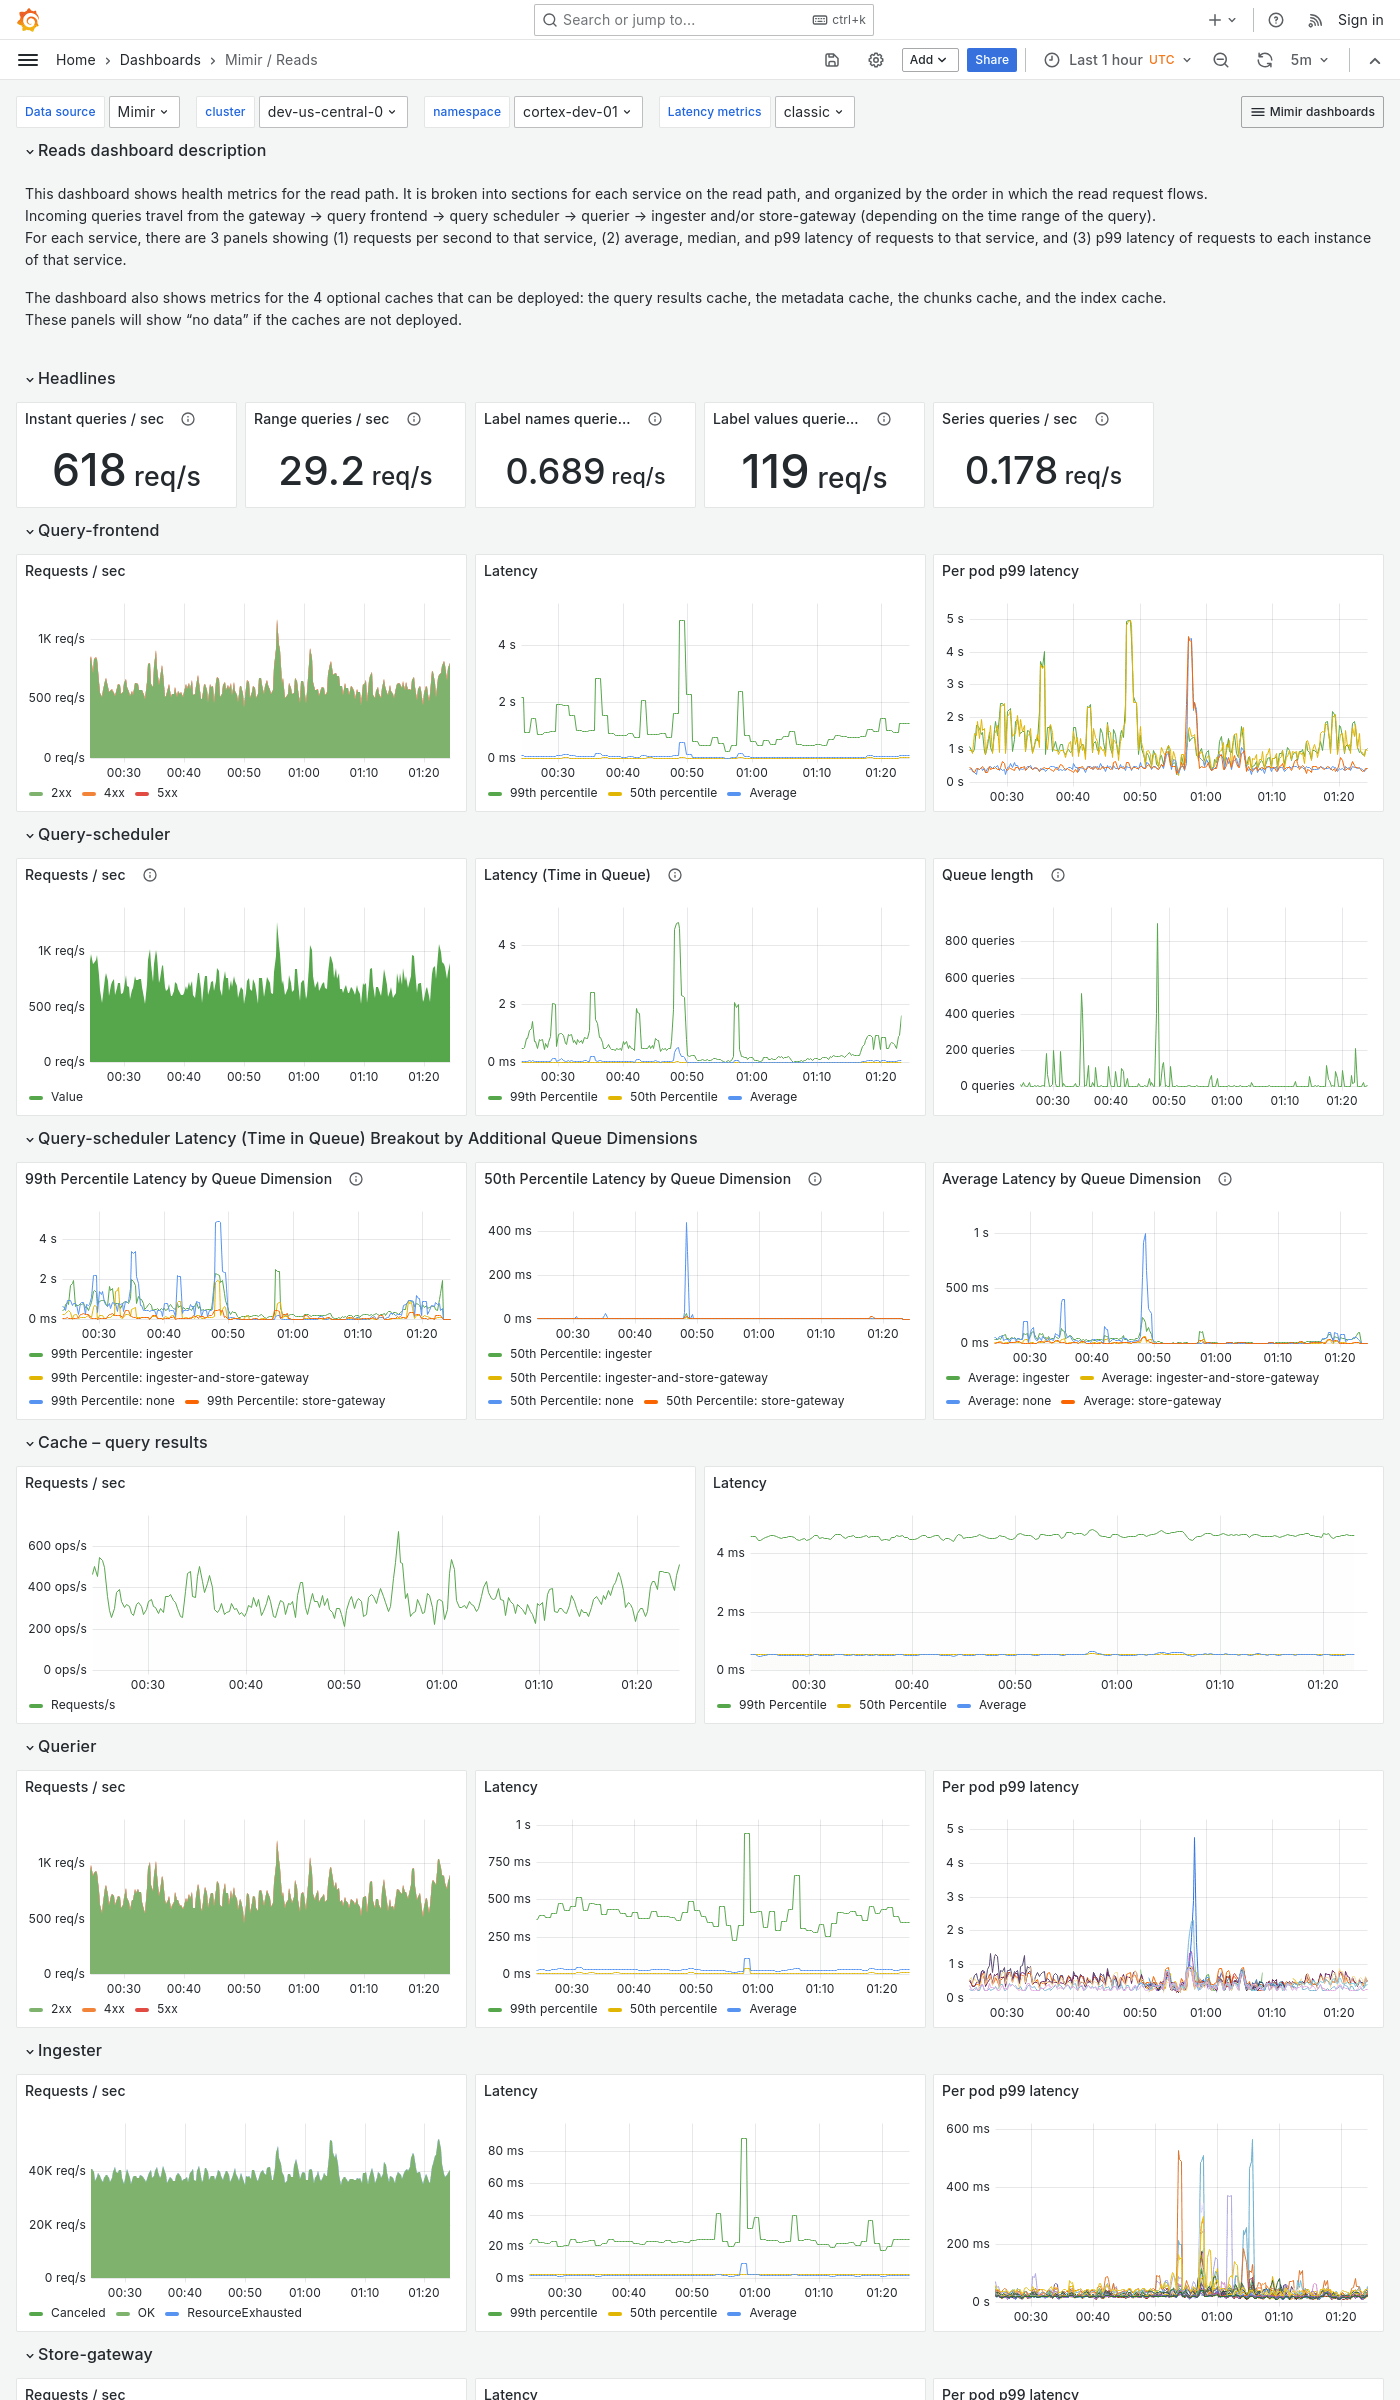 Search or jump to...
ctrl+k
Sign in
Home > Dashboards > Mimir / Reads
Add
Share
Last 1 hour UTC
5m
Data source Mimir
cluster dev-us-central-0
namespace cortex-dev-01
Latency metrics classic
Mimir dashboards
Reads dashboard description
This dashboard shows health metrics for the read path. It is broken into sections for each service on the read path, and organized by the order in which the read request flows.
Incoming queries travel from the gateway → query frontend → query scheduler → querier → ingester and/or store-gateway (depending on the time range of the query).
For each service, there are 3 panels showing (1) requests per second to that service, (2) average, median, and p99 latency of requests to that service, and (3) p99 latency of requests to each instance
of that service.
The dashboard also shows metrics for the 4 optional caches that can be deployed: the query results cache, the metadata cache, the chunks cache, and the index cache.
These panels will show “no data” if the caches are not deployed.
Headlines
Instant queries / sec
618 req/s
Range queries / sec
29.2 req/s
Label names querie...
0.689 req/s
Label values querie...
119 req/s
Series queries / sec
0.178 req/s
Query-frontend
Requests / sec
1K req/s
500 req/s
0 req/s
00:30 00:40 00:50 01:00 01:10 01:20
2xx 4xx 5xx
Latency
4 s
2 s
0 ms
00:30 00:40 00:50 01:00 01:10 01:20
99th percentile 50th percentile Average
Per pod p99 latency
5 s
4 s
3 s
2 s
1 s
0 s
00:30 00:40 00:50 01:00 01:10 01:20
Query-scheduler
Requests / sec
1K req/s
500 req/s
0 req/s
00:30 00:40 00:50 01:00 01:10 01:20
Value
Latency (Time in Queue)
4 s
2 s
0 ms
00:30 00:40 00:50 01:00 01:10 01:20
99th Percentile 50th Percentile Average
Queue length
800 queries
600 queries
400 queries
200 queries
0 queries
00:30 00:40 00:50 01:00 01:10 01:20
Query-scheduler Latency (Time in Queue) Breakout by Additional Queue Dimensions
99th Percentile Latency by Queue Dimension
4 s
2 s
0 ms
00:30 00:40 00:50 01:00 01:10 01:20
99th Percentile: ingester
99th Percentile: ingester-and-store-gateway
99th Percentile: none 99th Percentile: store-gateway
50th Percentile Latency by Queue Dimension
400 ms
200 ms
0 ms
00:30 00:40 00:50 01:00 01:10 01:20
50th Percentile: ingester
50th Percentile: ingester-and-store-gateway
50th Percentile: none 50th Percentile: store-gateway
Average Latency by Queue Dimension
1 s
500 ms
0 ms
00:30 00:40 00:50 01:00 01:10 01:20
Average: ingester Average: ingester-and-store-gateway
Average: none Average: store-gateway
Cache – query results
Requests / sec
600 ops/s
400 ops/s
200 ops/s
0 ops/s
00:30 00:40 00:50 01:00 01:10 01:20
Requests/s
Latency
4 ms
2 ms
0 ms
00:30 00:40 00:50 01:00 01:10 01:20
99th Percentile 50th Percentile Average
Querier
Requests / sec
1K req/s
500 req/s
0 req/s
00:30 00:40 00:50 01:00 01:10 01:20
2xx 4xx 5xx
Latency
1 s
750 ms
500 ms
250 ms
0 ms
00:30 00:40 00:50 01:00 01:10 01:20
99th percentile 50th percentile Average
Per pod p99 latency
5 s
4 s
3 s
2 s
1 s
0 s
00:30 00:40 00:50 01:00 01:10 01:20
Ingester
Requests / sec
40K req/s
20K req/s
0 req/s
00:30 00:40 00:50 01:00 01:10 01:20
Canceled OK ResourceExhausted
Latency
80 ms
60 ms
40 ms
20 ms
0 ms
00:30 00:40 00:50 01:00 01:10 01:20
99th percentile 50th percentile Average
Per pod p99 latency
600 ms
400 ms
200 ms
0 s
00:30 00:40 00:50 01:00 01:10 01:20
Store-gateway
Requests / sec
Latency
Per pod p99 latency